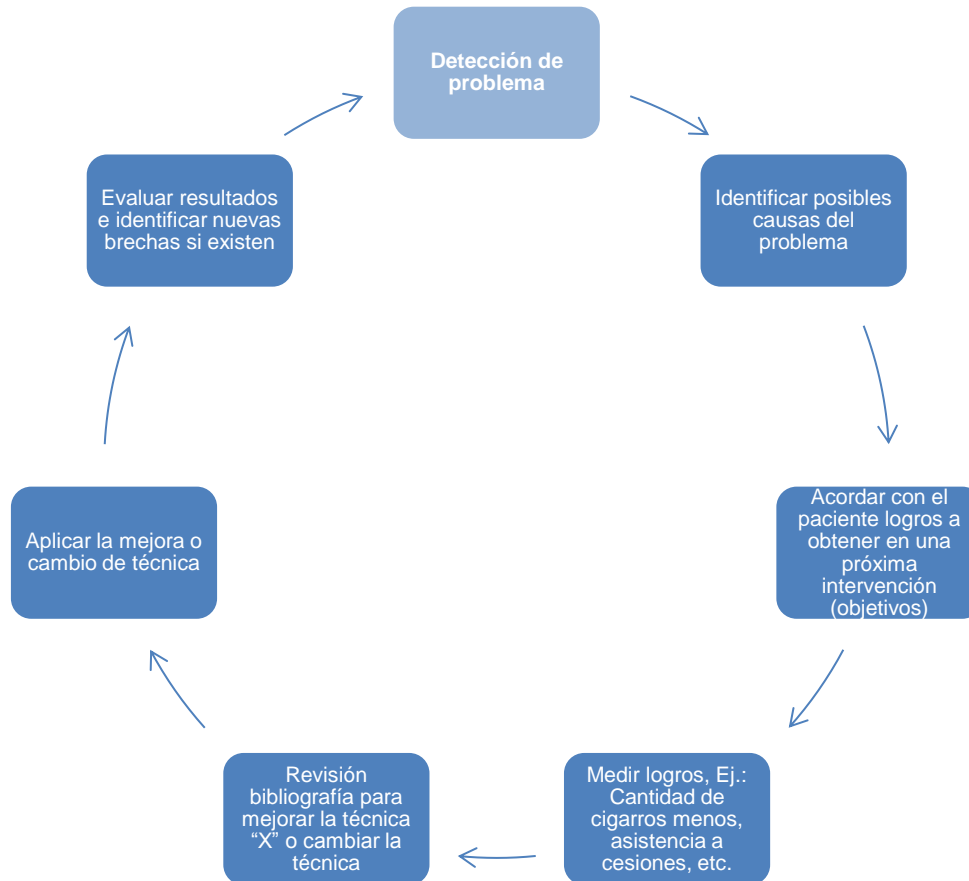 Detección de
problema
Identificar posibles
causas del
problema
Acordar con el
paciente logros a
obtener en una
próxima
intervención
(objetivos)
Medir logros, Ej.:
Cantidad de
cigarros menos,
asistencia a
cesiones, etc.
Revisión
bibliografía para
mejorar la técnica
“X” o cambiar la
técnica
Aplicar la mejora o
cambio de técnica
Evaluar resultados
e identificar nuevas
brechas si existen